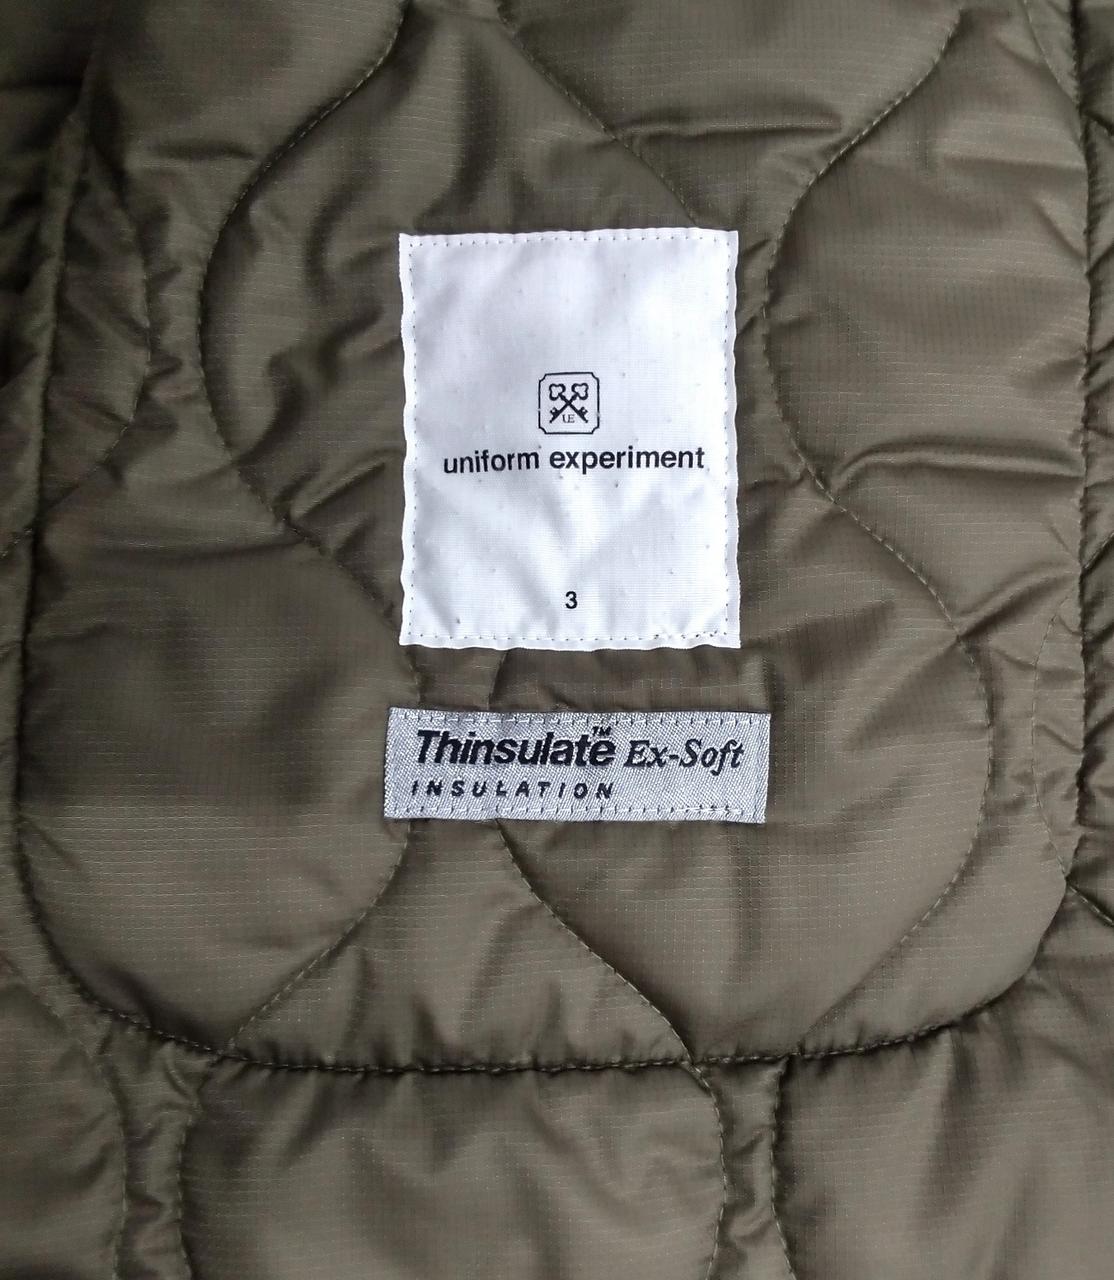 UE
uniform experiment
3
Thinsulate™ Ex-Soft
INSULATION